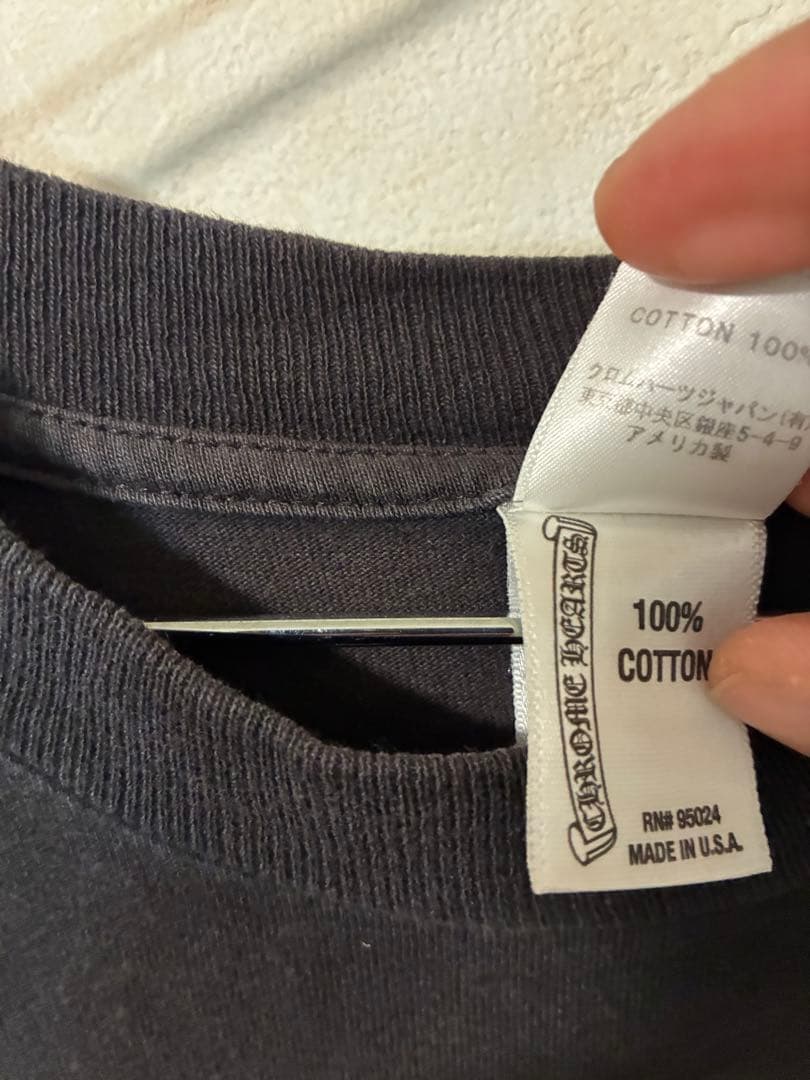 COTTON 100%
クロムハーツジャパン(有)
東京都中央区銀座5-4-9
アメリカ製
CHROME HEARTS
100%
COTTON
RN# 95024
MADE IN U.S.A.